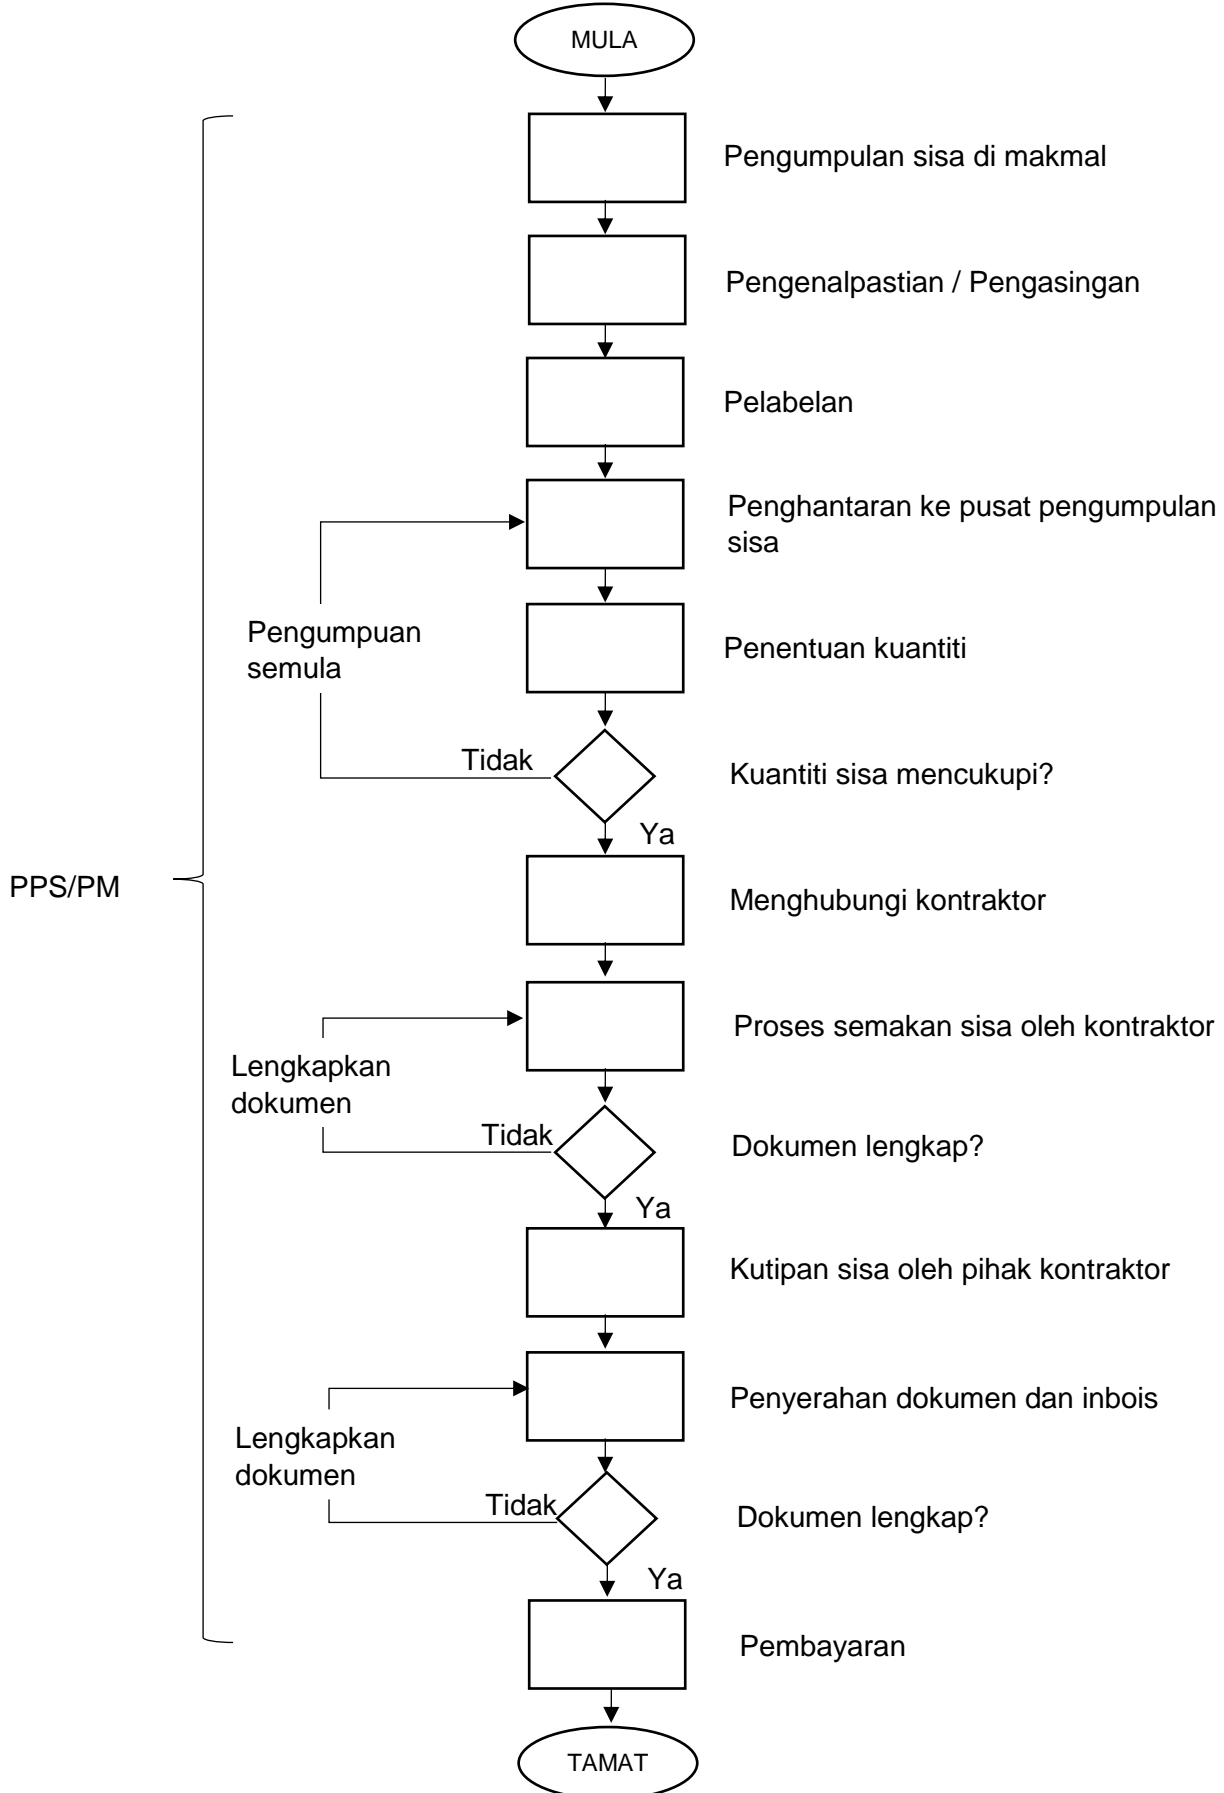 MULA
Pengumpulan sisa di makmal
Pengenalpastian / Pengasingan
Pelabelan
Penghantaran ke pusat pengumpulan
sisa
Pengumpuan
semula
Penentuan kuantiti
Tidak
Kuantiti sisa mencukupi?
Ya
PPS/PM
Menghubungi kontraktor
Proses semakan sisa oleh kontraktor
Lengkapkan
dokumen
Tidak
Dokumen lengkap?
Ya
Kutipan sisa oleh pihak kontraktor
Penyerahan dokumen dan inbois
Lengkapkan
dokumen
Tidak
Dokumen lengkap?
Ya
Pembayaran
TAMAT